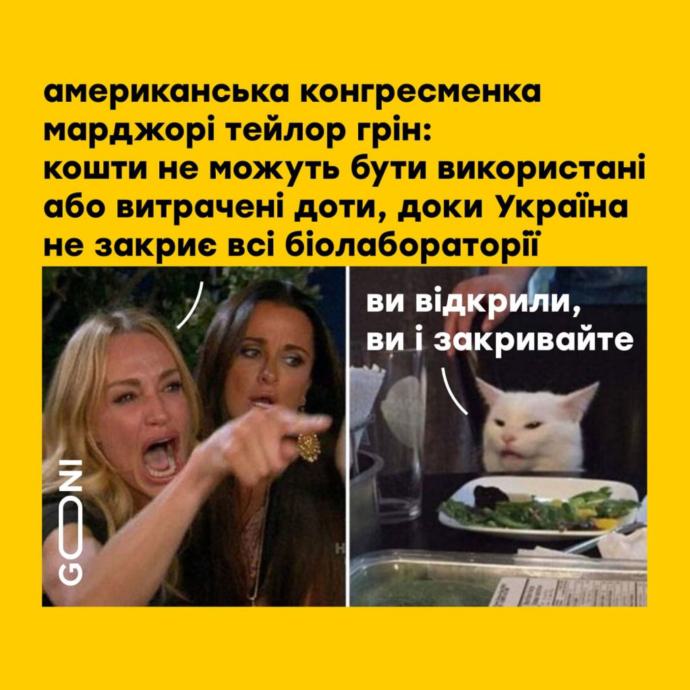 американська конгресменка
марджорі тейлор грін:
кошти не можуть бути використані
або витрачені доти, доки Україна
не закриє всі біолабораторії
ви відкрили,
ви і закривайте
GONI